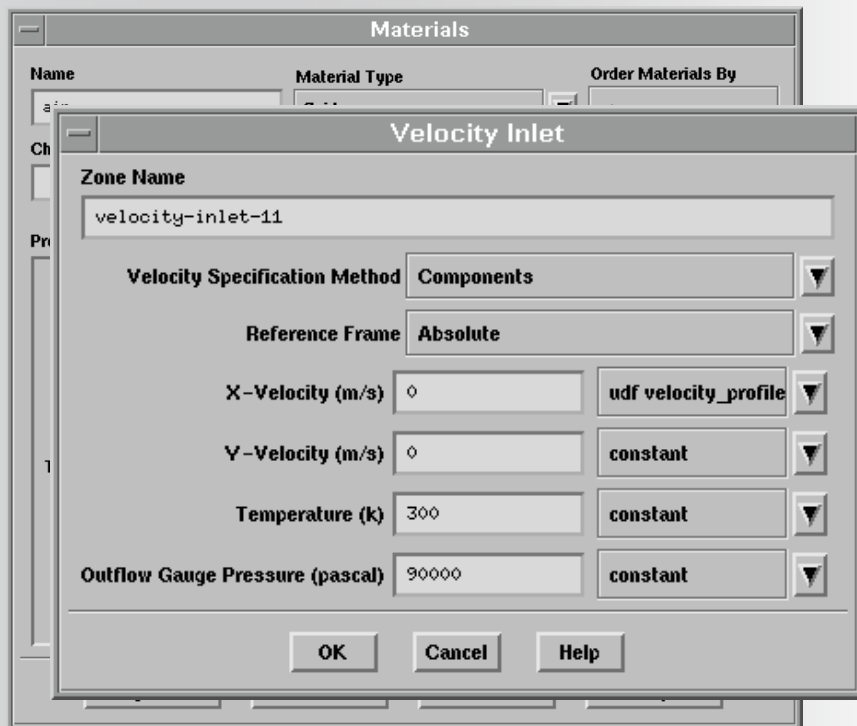 Materials
Name
Material Type
Order Materials By
Velocity Inlet
Zone Name
velocity-inlet-11
Velocity Specification Method Components
Reference Frame Absolute
X-Velocity (m/s) 0 udf velocity_profile
Y-Velocity (m/s) 0 constant
Temperature (k) 300 constant
Outflow Gauge Pressure (pascal) 90000 constant
OK Cancel Help